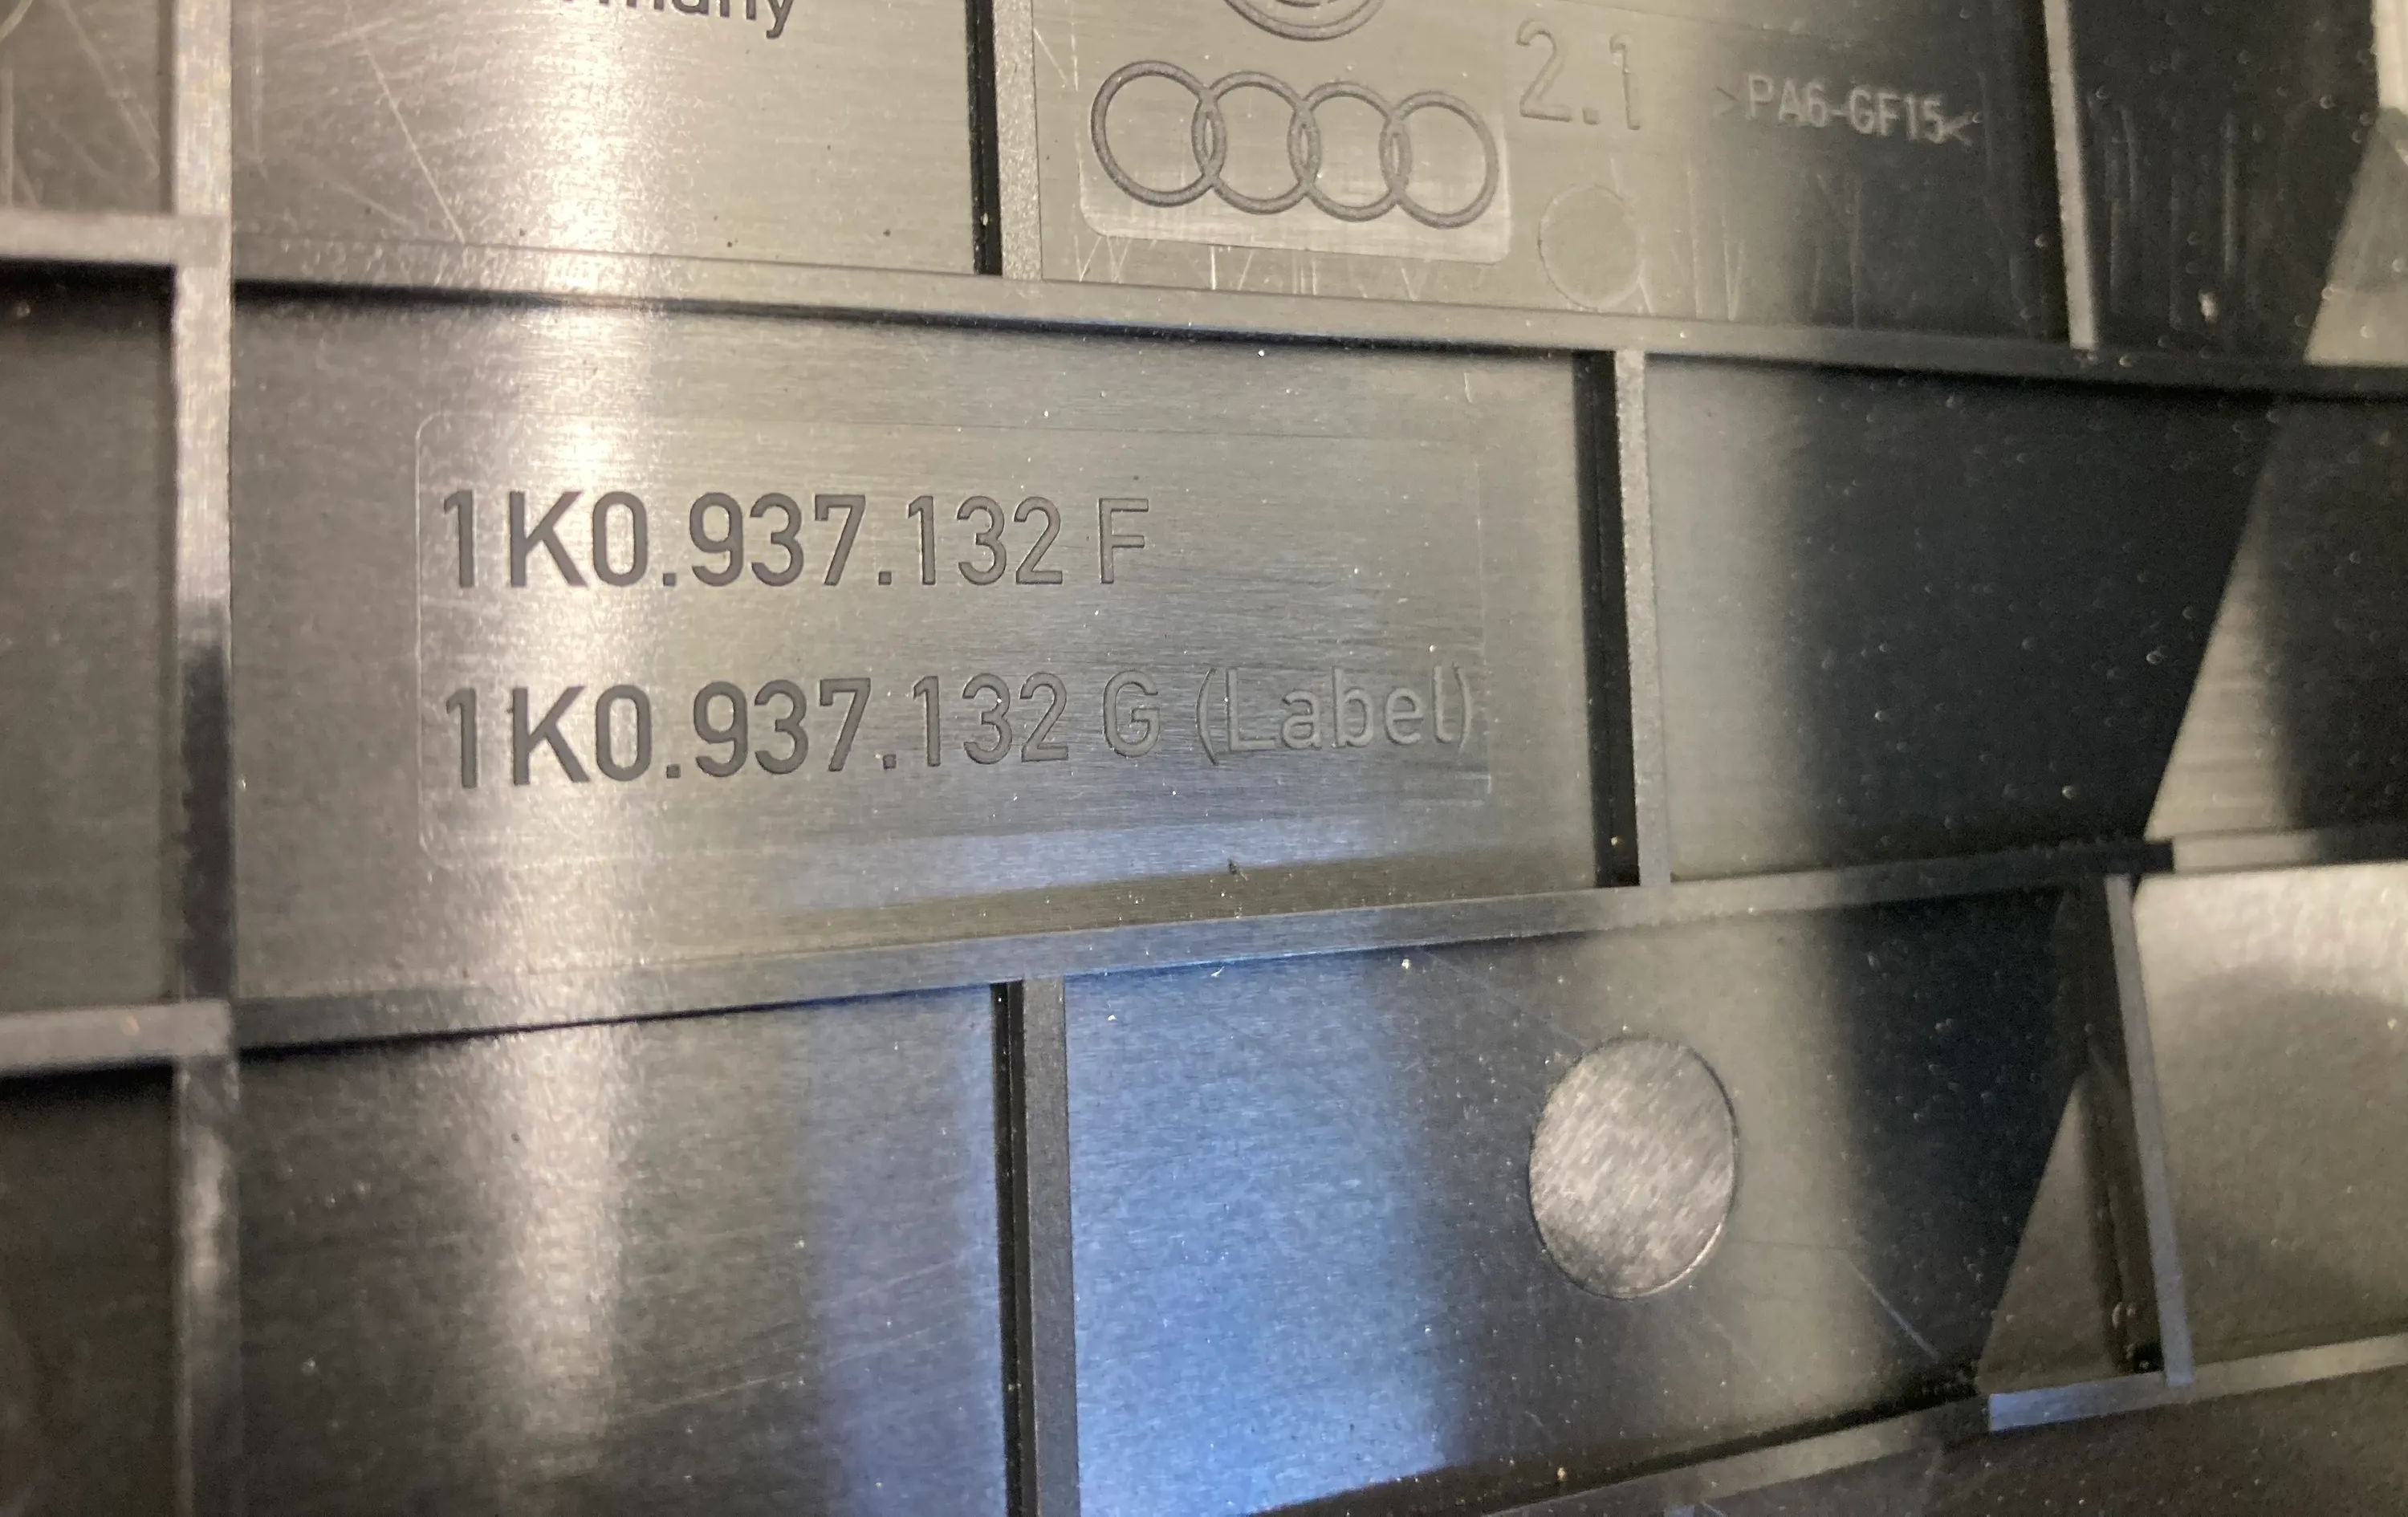 2.1
>PA6-GF15<
1K0.937.132 F
1K0.937.132 G (Label)